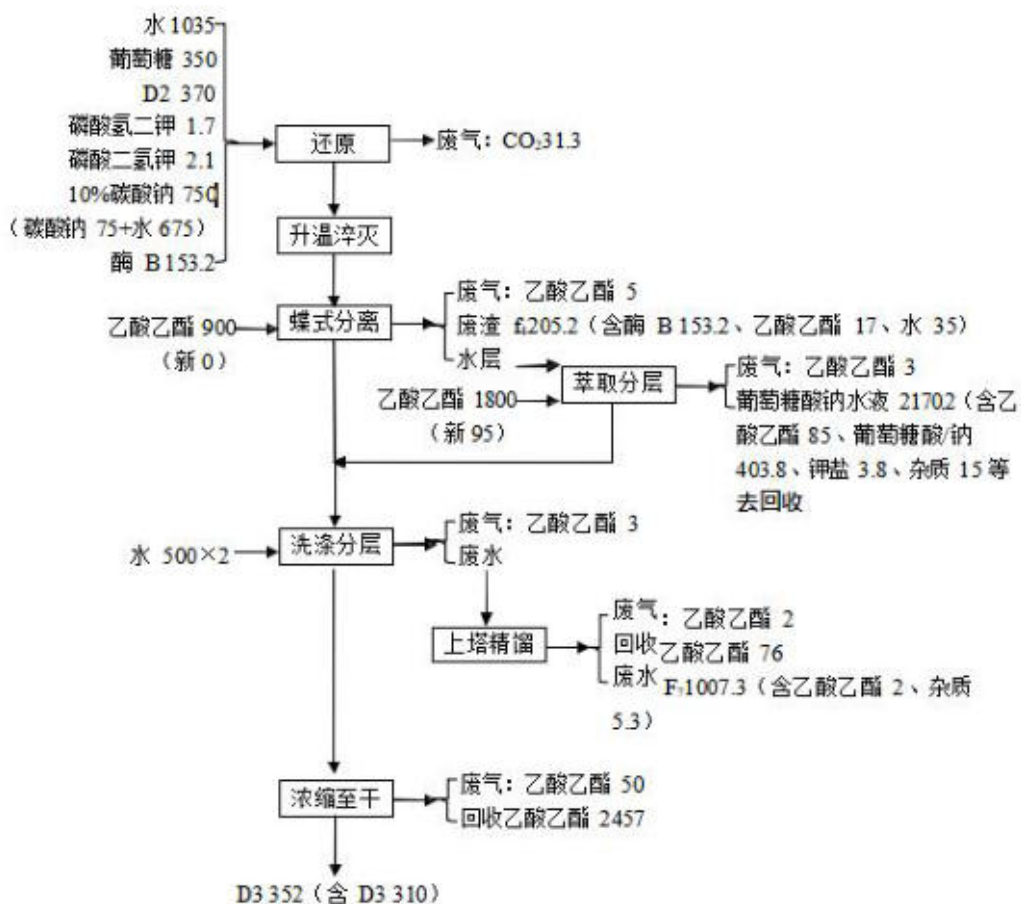 水 1035
葡萄糖 350
D2 370
磷酸氢二钾 1.7
磷酸二氢钾 2.1
10%碳酸钠 750
（碳酸钠 75+水 675）
酶 B 153.2
还原
废气：CO₂31.3
升温淬灭
乙酸乙酯 900
（新 0）
蝶式分离
废气：乙酸乙酯 5
废渣 f₁205.2（含酶 B 153.2、乙酸乙酯 17、水 35）
水层
乙酸乙酯 1800
（新 95）
萃取分层
废气：乙酸乙酯 3
葡萄糖酸钠水液 2170.2（含乙
酸乙酯 85、葡萄糖酸/钠
403.8、钾盐 3.8、杂质 15 等
去回收
水 500×2
洗涤分层
废气：乙酸乙酯 3
废水
上塔精馏
废气：乙酸乙酯 2
回收乙酸乙酯 76
废水 F₇1007.3（含乙酸乙酯 2、杂质
5.3）
浓缩至干
废气：乙酸乙酯 50
回收乙酸乙酯 2457
D3 352（含 D3 310）